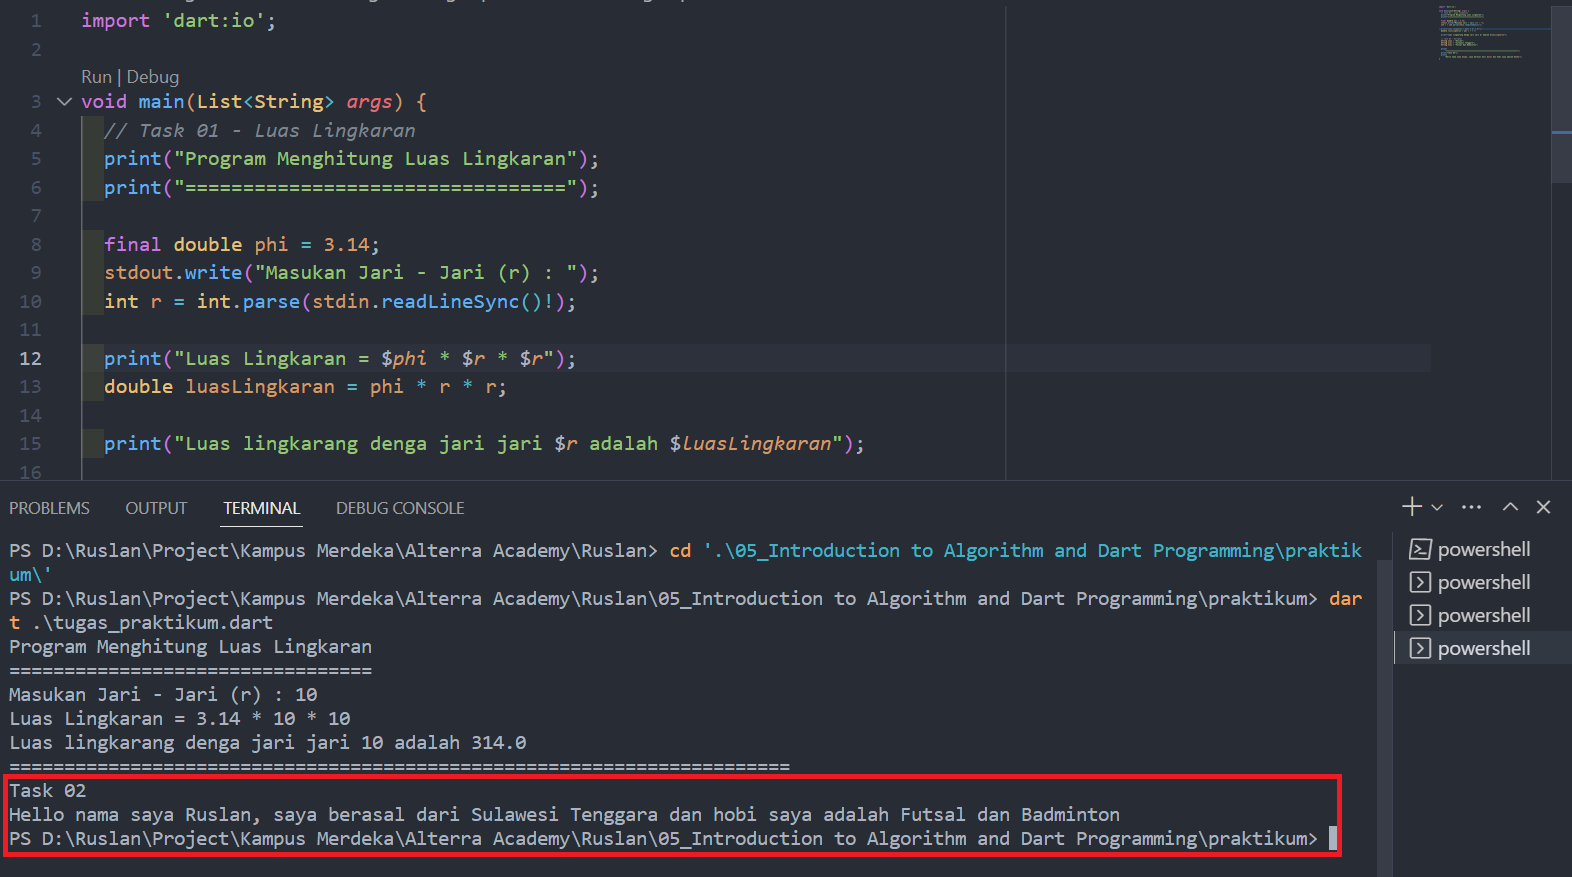 1 import 'dart:io';
2
Run | Debug
3 void main(List<String> args) {
4 // Task 01 - Luas Lingkaran
5 print("Program Menghitung Luas Lingkaran");
6 print("=================================");
7
8 final double phi = 3.14;
9 stdout.write("Masukan Jari - Jari (r) : ");
10 int r = int.parse(stdin.readLineSync()!);
11
12 print("Luas Lingkaran = $phi * $r * $r");
13 double luasLingkaran = phi * r * r;
14
15 print("Luas lingkarang denga jari jari $r adalah $luasLingkaran");
16
PROBLEMS OUTPUT TERMINAL DEBUG CONSOLE
PS D:\Ruslan\Project\Kampus Merdeka\Alterra Academy\Ruslan> cd '.\05_Introduction to Algorithm and Dart Programming\praktik
um\'
PS D:\Ruslan\Project\Kampus Merdeka\Alterra Academy\Ruslan\05_Introduction to Algorithm and Dart Programming\praktikum> dar
t .\tugas_praktikum.dart
Program Menghitung Luas Lingkaran
=================================
Masukan Jari - Jari (r) : 10
Luas Lingkaran = 3.14 * 10 * 10
Luas lingkarang denga jari jari 10 adalah 314.0
=======================================================================
Task 02
Hello nama saya Ruslan, saya berasal dari Sulawesi Tenggara dan hobi saya adalah Futsal dan Badminton
PS D:\Ruslan\Project\Kampus Merdeka\Alterra Academy\Ruslan\05_Introduction to Algorithm and Dart Programming\praktikum>
powershell
powershell
powershell
powershell